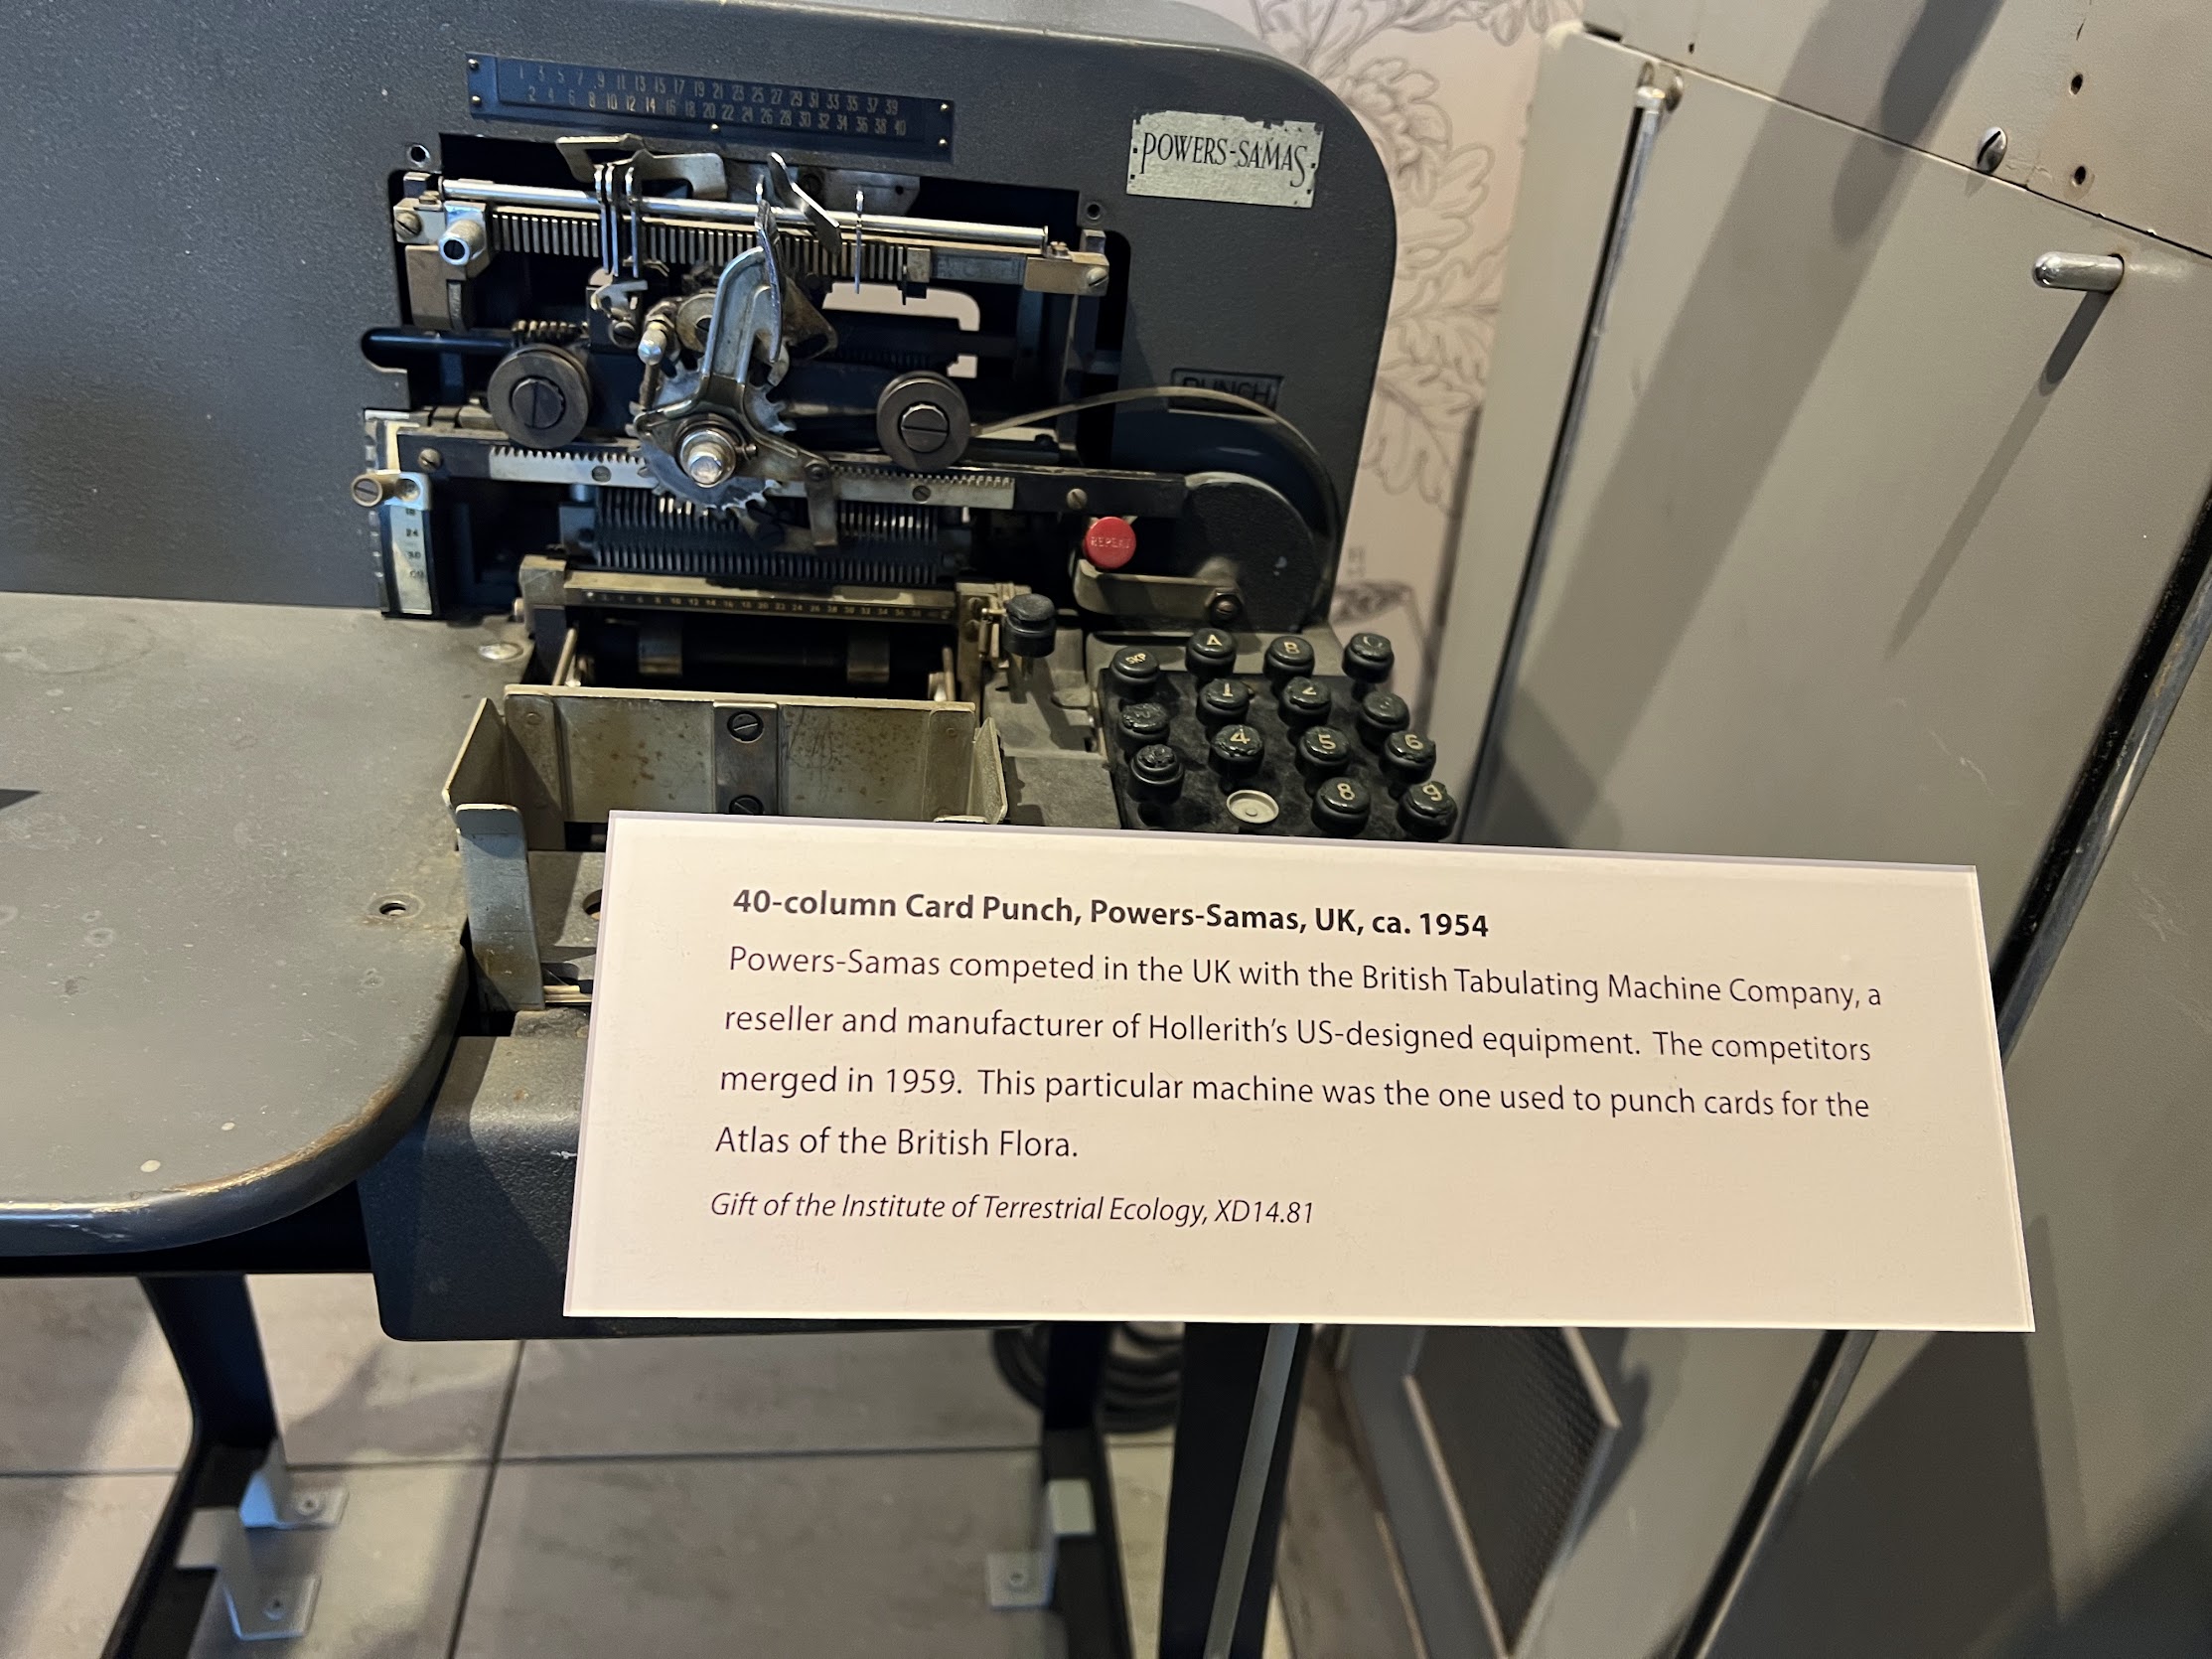 1 3 5 7 9 11 13 15 17 19 21 23 25 27 29 31 33 35 37 39
2 4 6 8 10 12 14 16 18 20 22 24 26 28 30 32 34 36 38 40
POWERS-SAMAS
PUNCH
24
30
REPEAT
SKP A B C
1 2 3
4 5 6
8 9
40-column Card Punch, Powers-Samas, UK, ca. 1954
Powers-Samas competed in the UK with the British Tabulating Machine Company, a
reseller and manufacturer of Hollerith's US-designed equipment. The competitors
merged in 1959. This particular machine was the one used to punch cards for the
Atlas of the British Flora.
Gift of the Institute of Terrestrial Ecology, XD14.81